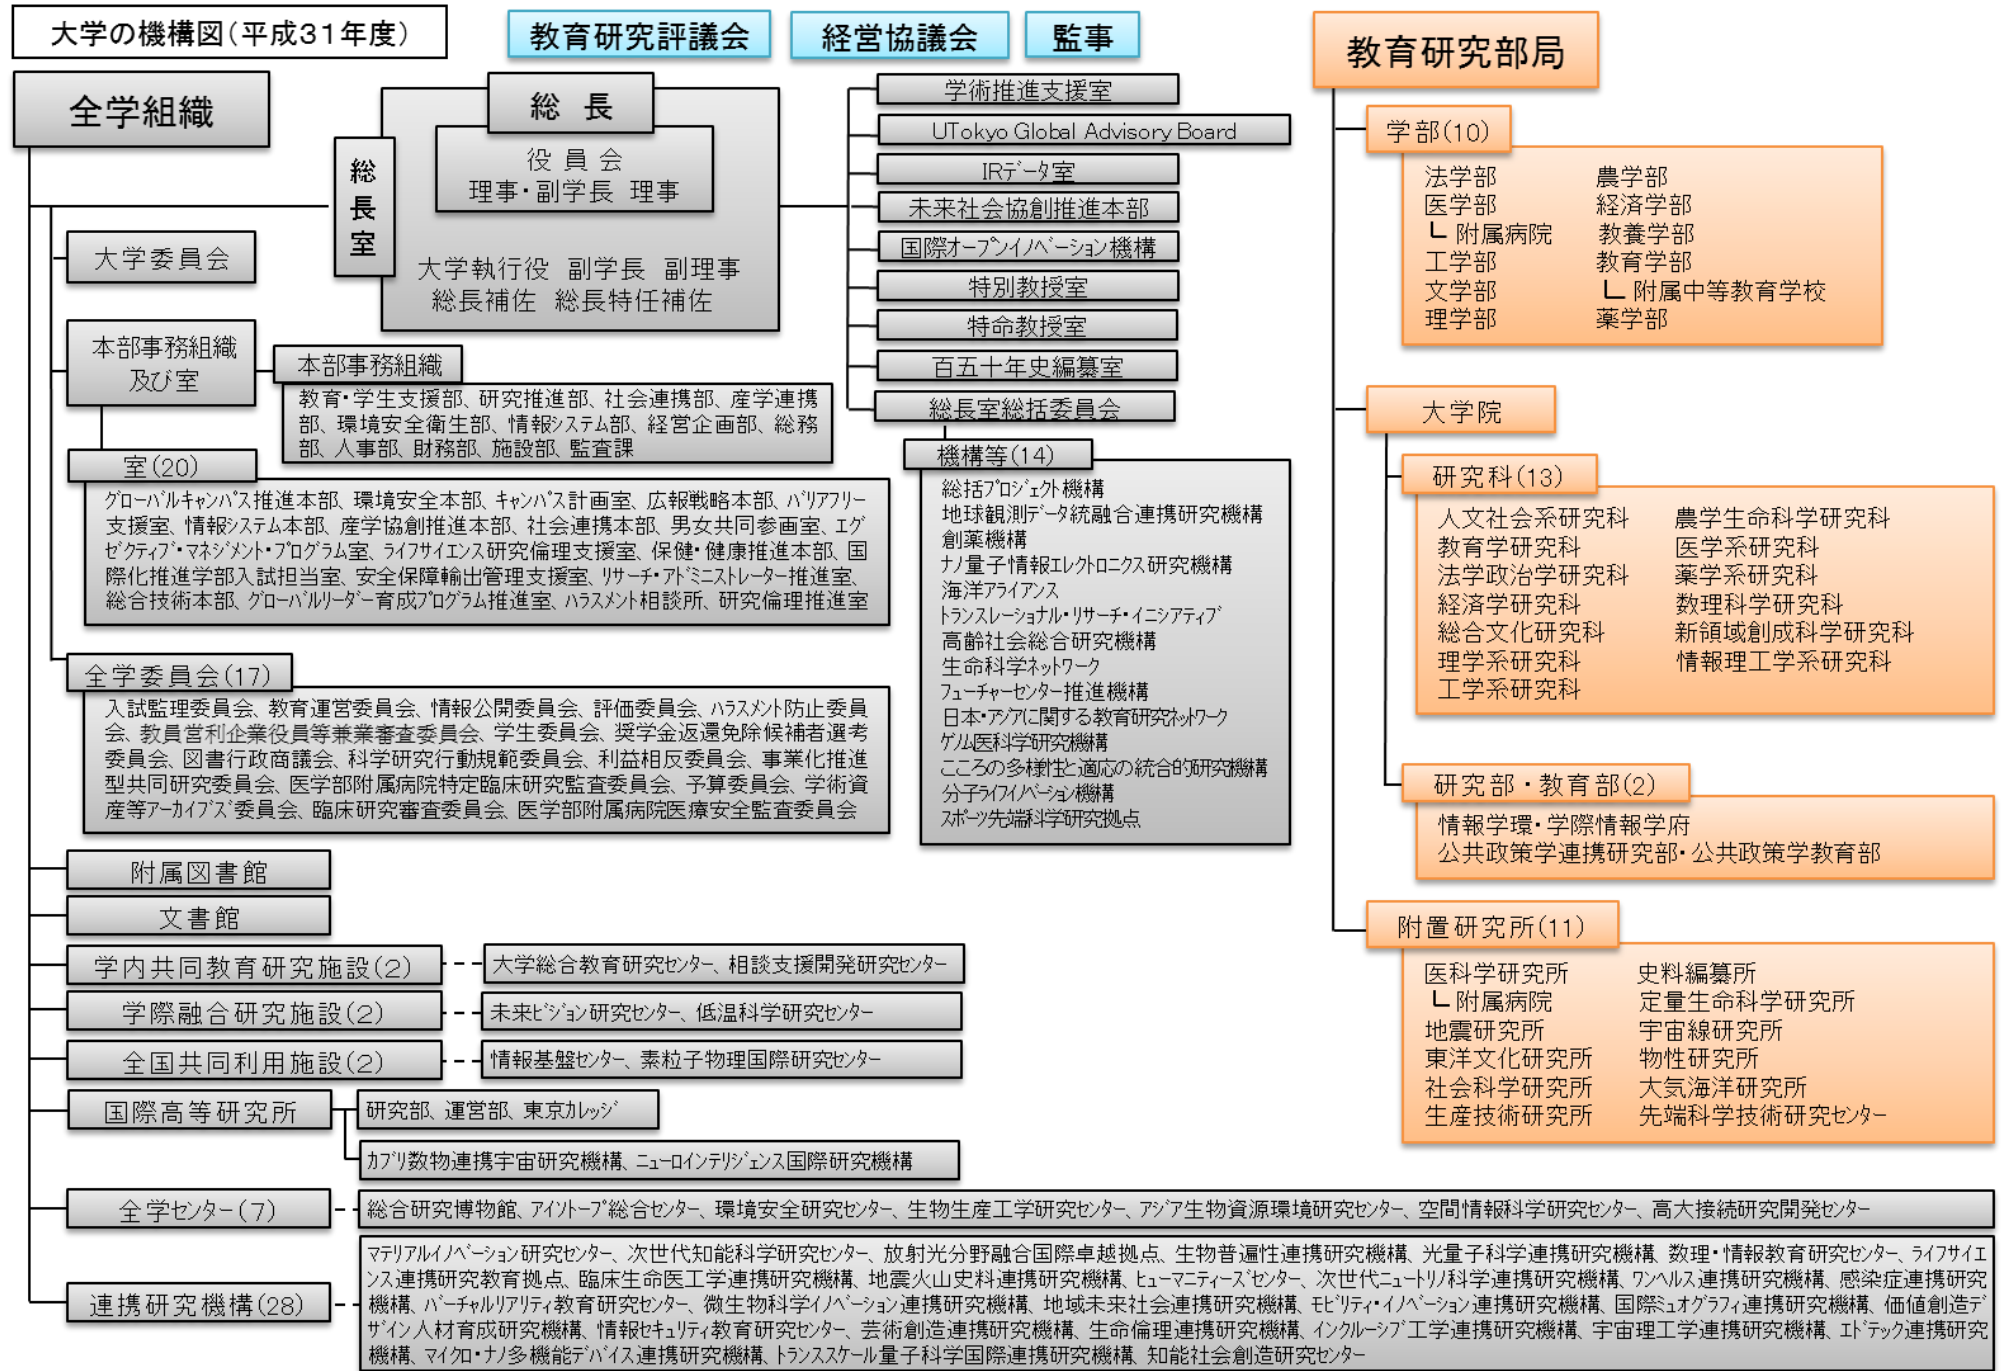 大学の機構図(平成31年度)
教育研究評議会
経営協議会
監事
全学組織
総長室
総 長
役 員 会
理事・副学長 理事
大学執行役 副学長 副理事
総長補佐 総長特任補佐
学術推進支援室
UTokyo Global Advisory Board
IRデータ室
未来社会協創推進本部
国際オープンイノベーション機構
特別教授室
特命教授室
百五十年史編纂室
総長室総括委員会
機構等(14)
総括プロジェクト機構
地球観測データ統融合連携研究機構
創薬機構
ナノ量子情報エレクトロニクス研究機構
海洋アライアンス
トランスレーショナル・リサーチ・イニシアティブ
高齢社会総合研究機構
生命科学ネットワーク
フューチャーセンター推進機構
日本・アジアに関する教育研究ネットワーク
ゲノム医科学研究機構
こころの多様性と適応の統合的研究機構
分子ライフイノベーション機構
スポーツ先端科学研究拠点
大学委員会
本部事務組織
及び室
本部事務組織
教育・学生支援部、研究推進部、社会連携部、産学連携
部、環境安全衛生部、情報システム部、経営企画部、総務
部、人事部、財務部、施設部、監査課
室(20)
グローバルキャンパス推進本部、環境安全本部、キャンパス計画室、広報戦略本部、バリアフリー
支援室、情報システム本部、産学協創推進本部、社会連携本部、男女共同参画室、エグ
ゼクティブ・マネジメント・プログラム室、ライフサイエンス研究倫理支援室、保健・健康推進本部、国
際化推進学部入試担当室、安全保障輸出管理支援室、リサーチ・アドミニストレーター推進室、
総合技術本部、グローバルリーダー育成プログラム推進室、ハラスメント相談所、研究倫理推進室
全学委員会(17)
入試監理委員会、教育運営委員会、情報公開委員会、評価委員会、ハラスメント防止委員
会、教員営利企業役員等兼業審査委員会、学生委員会、奨学金返還免除候補者選考
委員会、図書行政商議会、科学研究行動規範委員会、利益相反委員会、事業化推進
型共同研究委員会、医学部附属病院特定臨床研究監査委員会、予算委員会、学術資
産等アーカイブズ委員会、臨床研究審査委員会、医学部附属病院医療安全監査委員会
附属図書館
文書館
学内共同教育研究施設(2)
大学総合教育研究センター、相談支援開発研究センター
学際融合研究施設(2)
未来ビジョン研究センター、低温科学研究センター
全国共同利用施設(2)
情報基盤センター、素粒子物理国際研究センター
国際高等研究所
研究部、運営部、東京カレッジ
カブリ数物連携宇宙研究機構、ニューロインテリジェンス国際研究機構
全学センター(7)
総合研究博物館、アイソトープ総合センター、環境安全研究センター、生物生産工学研究センター、アジア生物資源環境研究センター、空間情報科学研究センター、高大接続研究開発センター
連携研究機構(28)
マテリアルイノベーション研究センター、次世代知能科学研究センター、放射光分野融合国際卓越拠点、生物普遍性連携研究機構、光量子科学連携研究機構、数理・情報教育研究センター、ライフサイエ
ンス連携研究教育拠点、臨床生命医工学連携研究機構、地震火山史料連携研究機構、ヒューマニティーズセンター、次世代ニュートリノ科学連携研究機構、ワンヘルス連携研究機構、感染症連携研究
機構、バーチャルリアリティ教育研究センター、微生物科学イノベーション連携研究機構、地域未来社会連携研究機構、モビリティ・イノベーション連携研究機構、国際ミュオグラフィ連携研究機構、価値創造デ
ザイン人材育成研究機構、情報セキュリティ教育研究センター、芸術創造連携研究機構、生命倫理連携研究機構、インクルーシブ工学連携研究機構、宇宙理工学連携研究機構、エドテック連携研究
機構、マイクロ・ナノ多機能デバイス連携研究機構、トランススケール量子科学国際連携研究機構、知能社会創造研究センター
教育研究部局
学部(10)
法学部 農学部
医学部 経済学部
附属病院 教養学部
工学部 教育学部
文学部 附属中等教育学校
理学部 薬学部
大学院
研究科(13)
人文社会系研究科 農学生命科学研究科
教育学研究科 医学系研究科
法学政治学研究科 薬学系研究科
経済学研究科 数理科学研究科
総合文化研究科 新領域創成科学研究科
理学系研究科 情報理工学系研究科
工学系研究科
研究部・教育部(2)
情報学環・学際情報学府
公共政策学連携研究部・公共政策学教育部
附置研究所(11)
医科学研究所 史料編纂所
附属病院 定量生命科学研究所
地震研究所 宇宙線研究所
東洋文化研究所 物性研究所
社会科学研究所 大気海洋研究所
生産技術研究所 先端科学技術研究センター